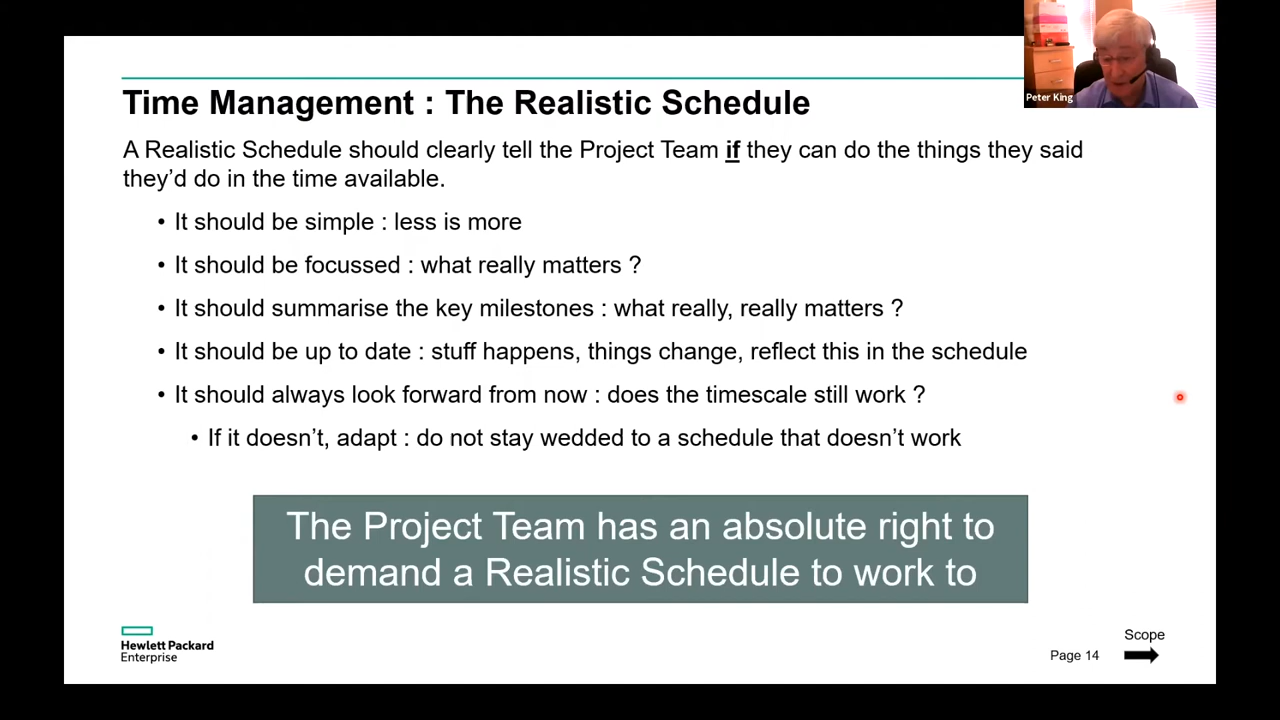 Peter King
Time Management : The Realistic Schedule
A Realistic Schedule should clearly tell the Project Team if they can do the things they said
they’d do in the time available.
• It should be simple : less is more
• It should be focussed : what really matters ?
• It should summarise the key milestones : what really, really matters ?
• It should be up to date : stuff happens, things change, reflect this in the schedule
• It should always look forward from now : does the timescale still work ?
• If it doesn’t, adapt : do not stay wedded to a schedule that doesn’t work
The Project Team has an absolute right to
demand a Realistic Schedule to work to
Hewlett Packard
Enterprise
Scope
Page 14